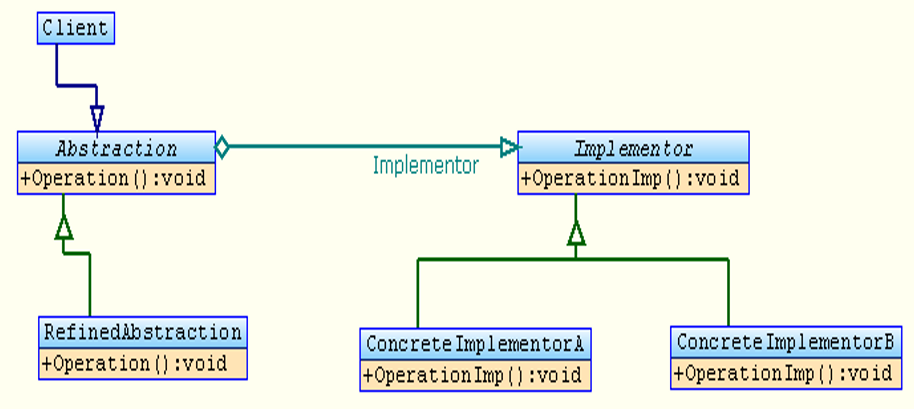 Client
Abstraction
+Operation():void
Implementor
Implementor
+OperationImp():void
RefinedAbstraction
+Operation():void
ConcreteImplementorA
+OperationImp():void
ConcreteImplementorB
+OperationImp():void